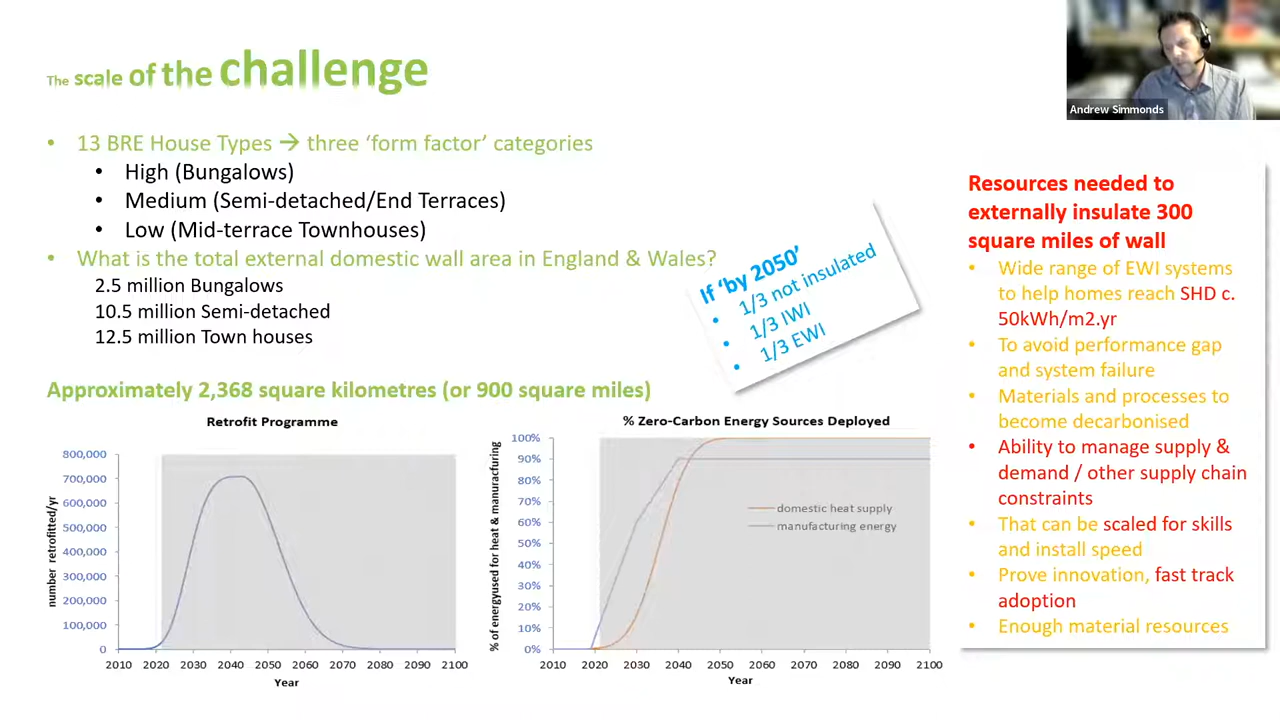 The scale of the challenge
Andrew Simmonds
• 13 BRE House Types → three ‘form factor’ categories
• High (Bungalows)
• Medium (Semi-detached/End Terraces)
• Low (Mid-terrace Townhouses)
• What is the total external domestic wall area in England & Wales?
2.5 million Bungalows
10.5 million Semi-detached
12.5 million Town houses
If ‘by 2050’
• 1/3 not insulated
• 1/3 IWI
• 1/3 EWI
Approximately 2,368 square kilometres (or 900 square miles)
Retrofit Programme
number retrofitted/yr
800,000
700,000
600,000
500,000
400,000
300,000
200,000
100,000
0
2010 2020 2030 2040 2050 2060 2070 2080 2090 2100
Year
% Zero-Carbon Energy Sources Deployed
% of energyused for heat & manuracturing
100%
90%
80%
70%
60%
50%
40%
30%
20%
10%
0%
domestic heat supply
manufacturing energy
2010 2020 2030 2040 2050 2060 2070 2080 2090 2100
Year
Resources needed to
externally insulate 300
square miles of wall
• Wide range of EWI systems
to help homes reach SHD c.
50kWh/m2.yr
• To avoid performance gap
and system failure
• Materials and processes to
become decarbonised
• Ability to manage supply &
demand / other supply chain
constraints
• That can be scaled for skills
and install speed
• Prove innovation, fast track
adoption
• Enough material resources